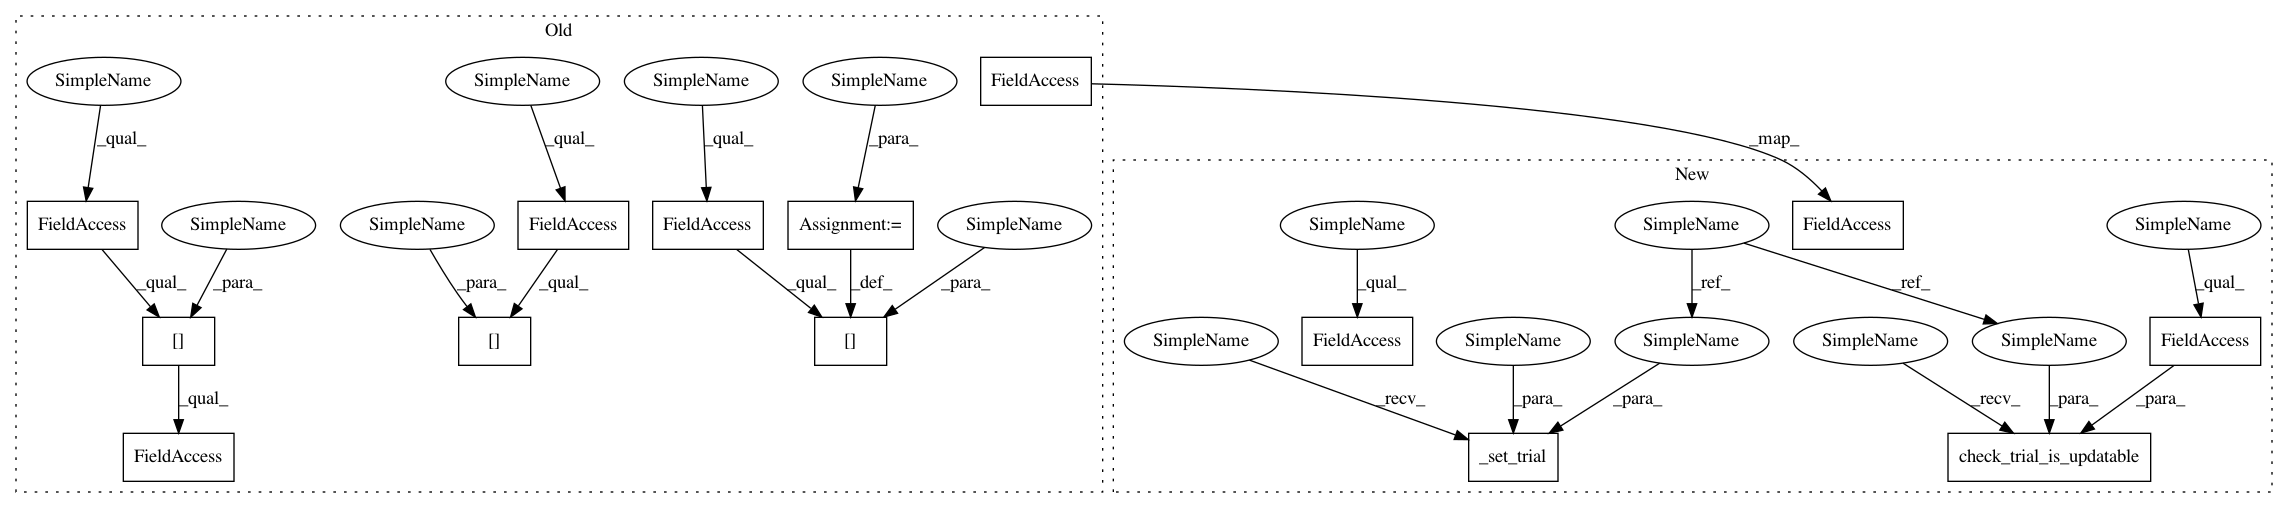 Old
SimpleName
SimpleName
SimpleName
SimpleName
FieldAccess
_qual_
_qual_
_qual_
_para_
_map_
New
FieldAccess
SimpleName
SimpleName
FieldAccess
FieldAccess
Assignment:=
SimpleName
SimpleName
SimpleName
FieldAccess
SimpleName
_qual_
_para_
_para_
_qual_
_qual_
_def_
_para_
_qual_
_ref_
_ref_
_qual_
[]
[]
[]
SimpleName
FieldAccess
SimpleName
SimpleName
SimpleName
SimpleName
FieldAccess
_qual_
_recv_
_para_
_para_
_recv_
_para_
_para_
FieldAccess
_set_trial
check_trial_is_updatable